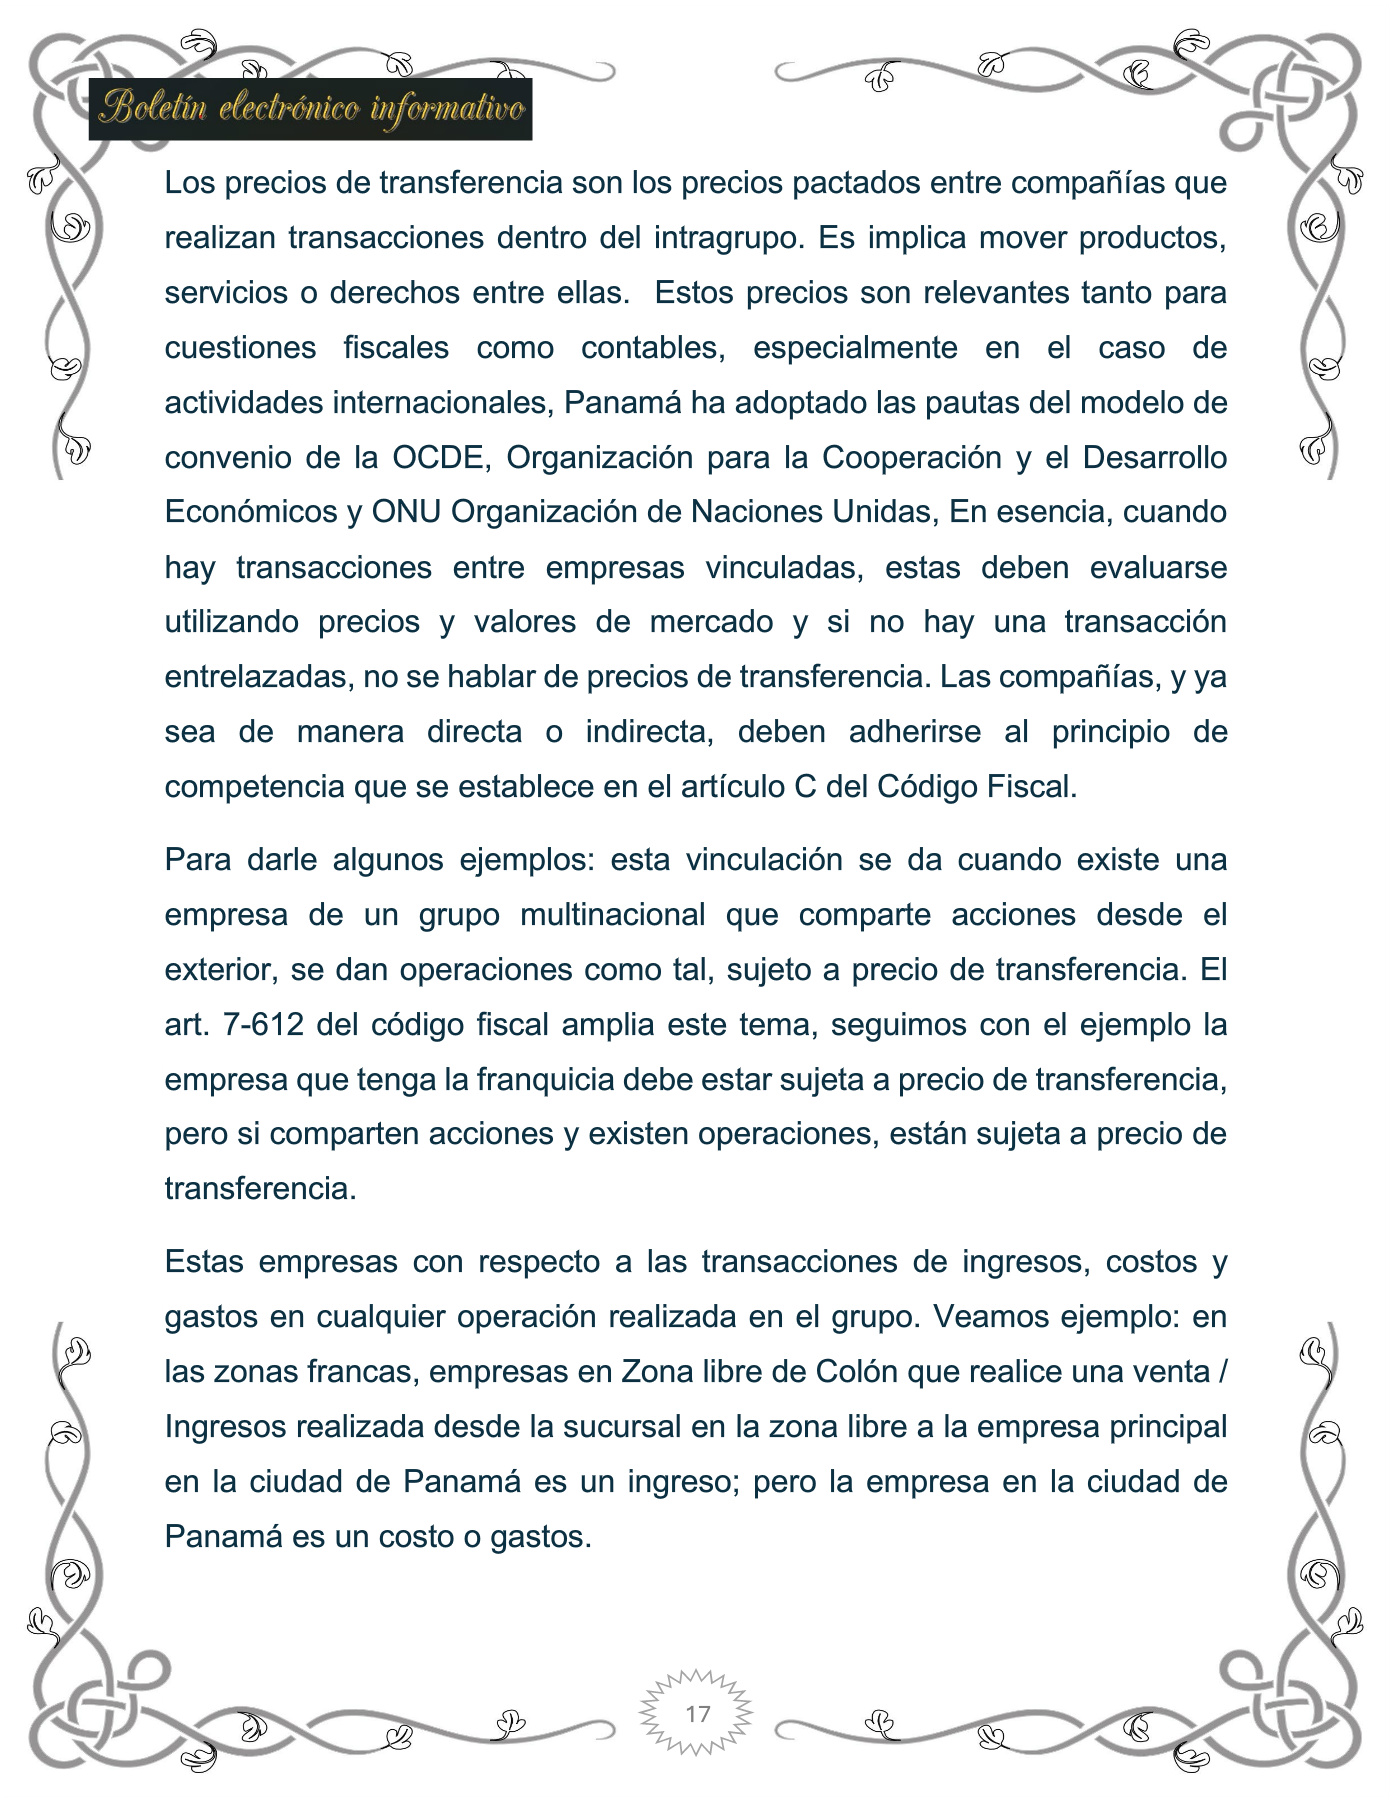 Boletín electrónico informativo
Los precios de transferencia son los precios pactados entre compañías que
realizan transacciones dentro del intragrupo. Es implica mover productos,
servicios o derechos entre ellas. Estos precios son relevantes tanto para
cuestiones fiscales como contables, especialmente en el caso de
actividades internacionales, Panamá ha adoptado las pautas del modelo de
convenio de la OCDE, Organización para la Cooperación y el Desarrollo
Económicos y ONU Organización de Naciones Unidas, En esencia, cuando
hay transacciones entre empresas vinculadas, estas deben evaluarse
utilizando precios y valores de mercado y si no hay una transacción
entrelazadas, no se hablar de precios de transferencia. Las compañías, y ya
sea de manera directa o indirecta, deben adherirse al principio de
competencia que se establece en el artículo C del Código Fiscal.
Para darle algunos ejemplos: esta vinculación se da cuando existe una
empresa de un grupo multinacional que comparte acciones desde el
exterior, se dan operaciones como tal, sujeto a precio de transferencia. El
art. 7-612 del código fiscal amplia este tema, seguimos con el ejemplo la
empresa que tenga la franquicia debe estar sujeta a precio de transferencia,
pero si comparten acciones y existen operaciones, están sujeta a precio de
transferencia.
Estas empresas con respecto a las transacciones de ingresos, costos y
gastos en cualquier operación realizada en el grupo. Veamos ejemplo: en
las zonas francas, empresas en Zona libre de Colón que realice una venta /
Ingresos realizada desde la sucursal en la zona libre a la empresa principal
en la ciudad de Panamá es un ingreso; pero la empresa en la ciudad de
Panamá es un costo o gastos.
17